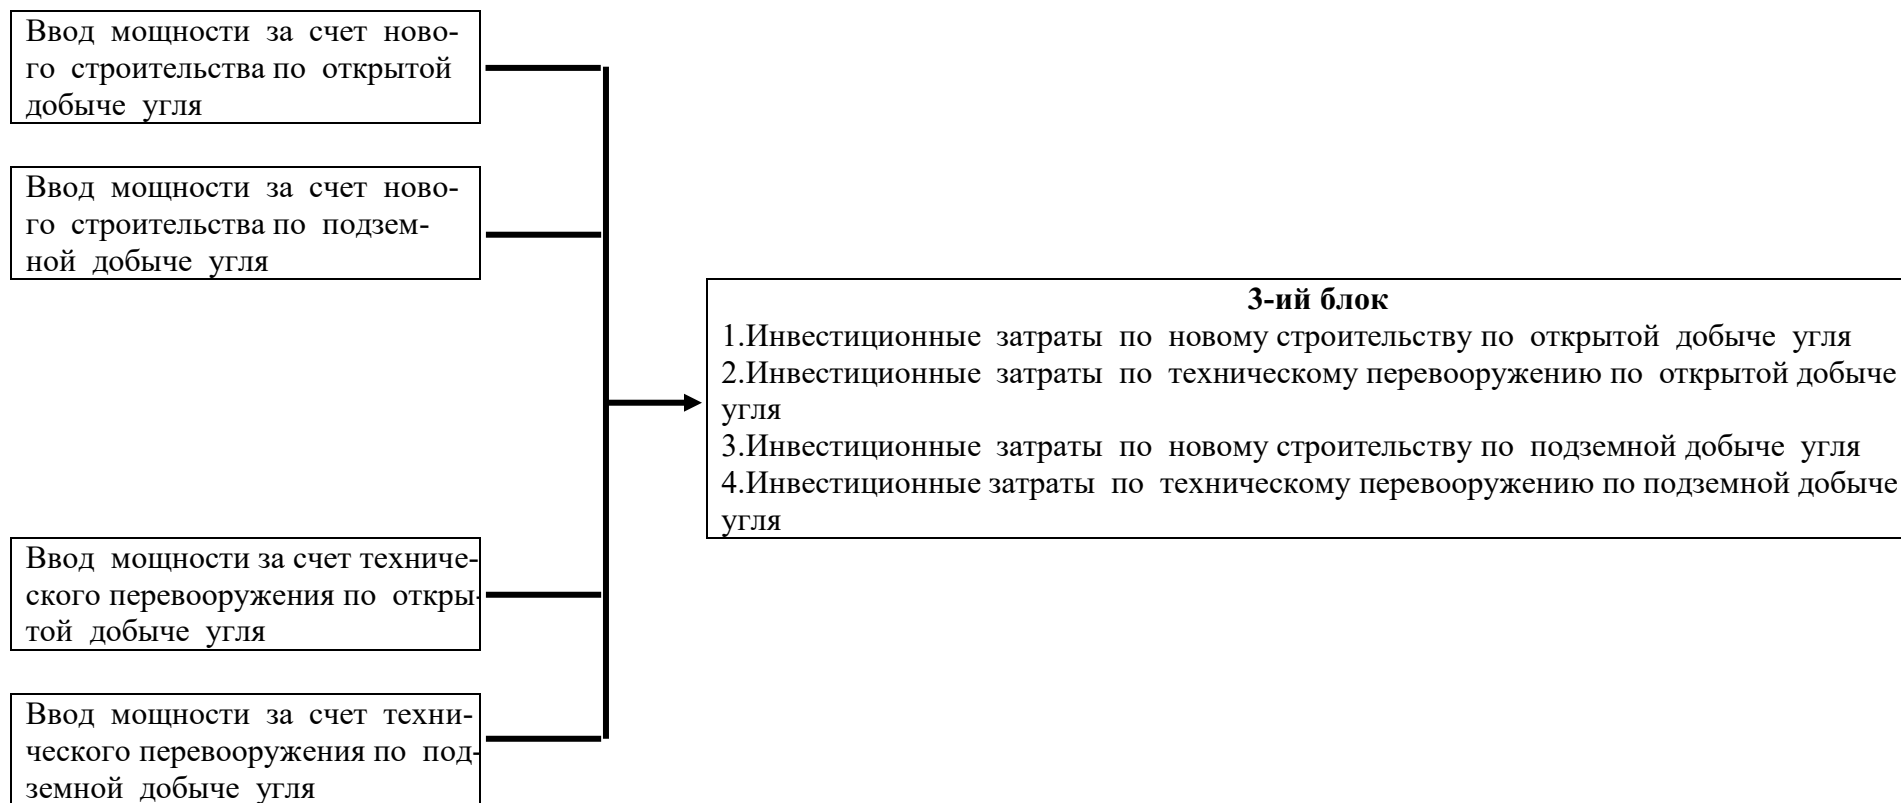 Ввод мощности за счет ново-
го строительства по открытой
добыче угля
Ввод мощности за счет ново-
го строительства по подзем-
ной добыче угля
3-ий блок
1.Инвестиционные затраты по новому строительству по открытой добыче угля
2.Инвестиционные затраты по техническому перевооружению по открытой добыче
угля
3.Инвестиционные затраты по новому строительству по подземной добыче угля
4.Инвестиционные затраты по техническому перевооружению по подземной добыче
угля
Ввод мощности за счет техниче-
ского перевооружения по откры-
той добыче угля
Ввод мощности за счет техни-
ческого перевооружения по под-
земной добыче угля